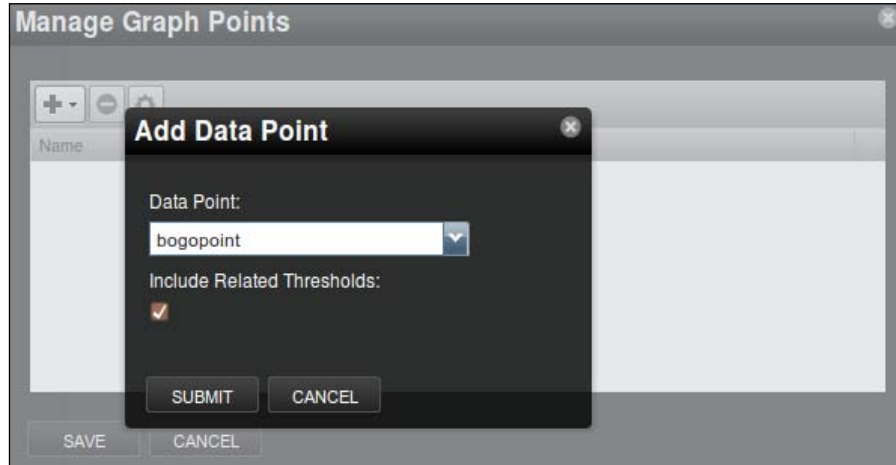 Manage Graph Points
Name
Add Data Point
Data Point:
bogopoint
Include Related Thresholds:
SUBMIT CANCEL
SAVE CANCEL